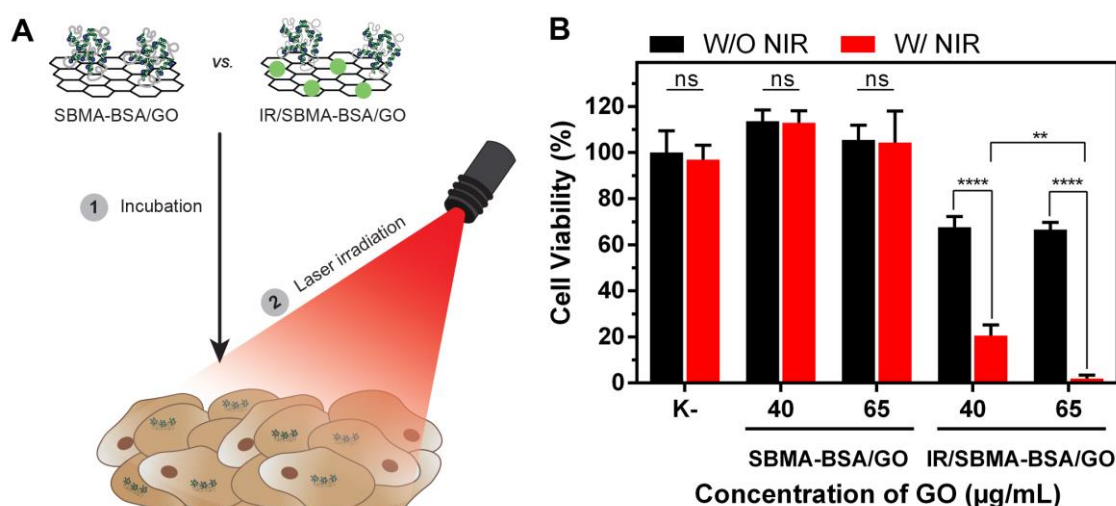 A
SBMA-BSA/GO
vs.
IR/SBMA-BSA/GO
1 Incubation
2 Laser irradiation
B
W/O NIR W/ NIR
Cell Viability (%)
120
100
80
60
40
20
0
ns ns ns
**
**** ****
K- 40 65 40 65
SBMA-BSA/GO IR/SBMA-BSA/GO
Concentration of GO (µg/mL)